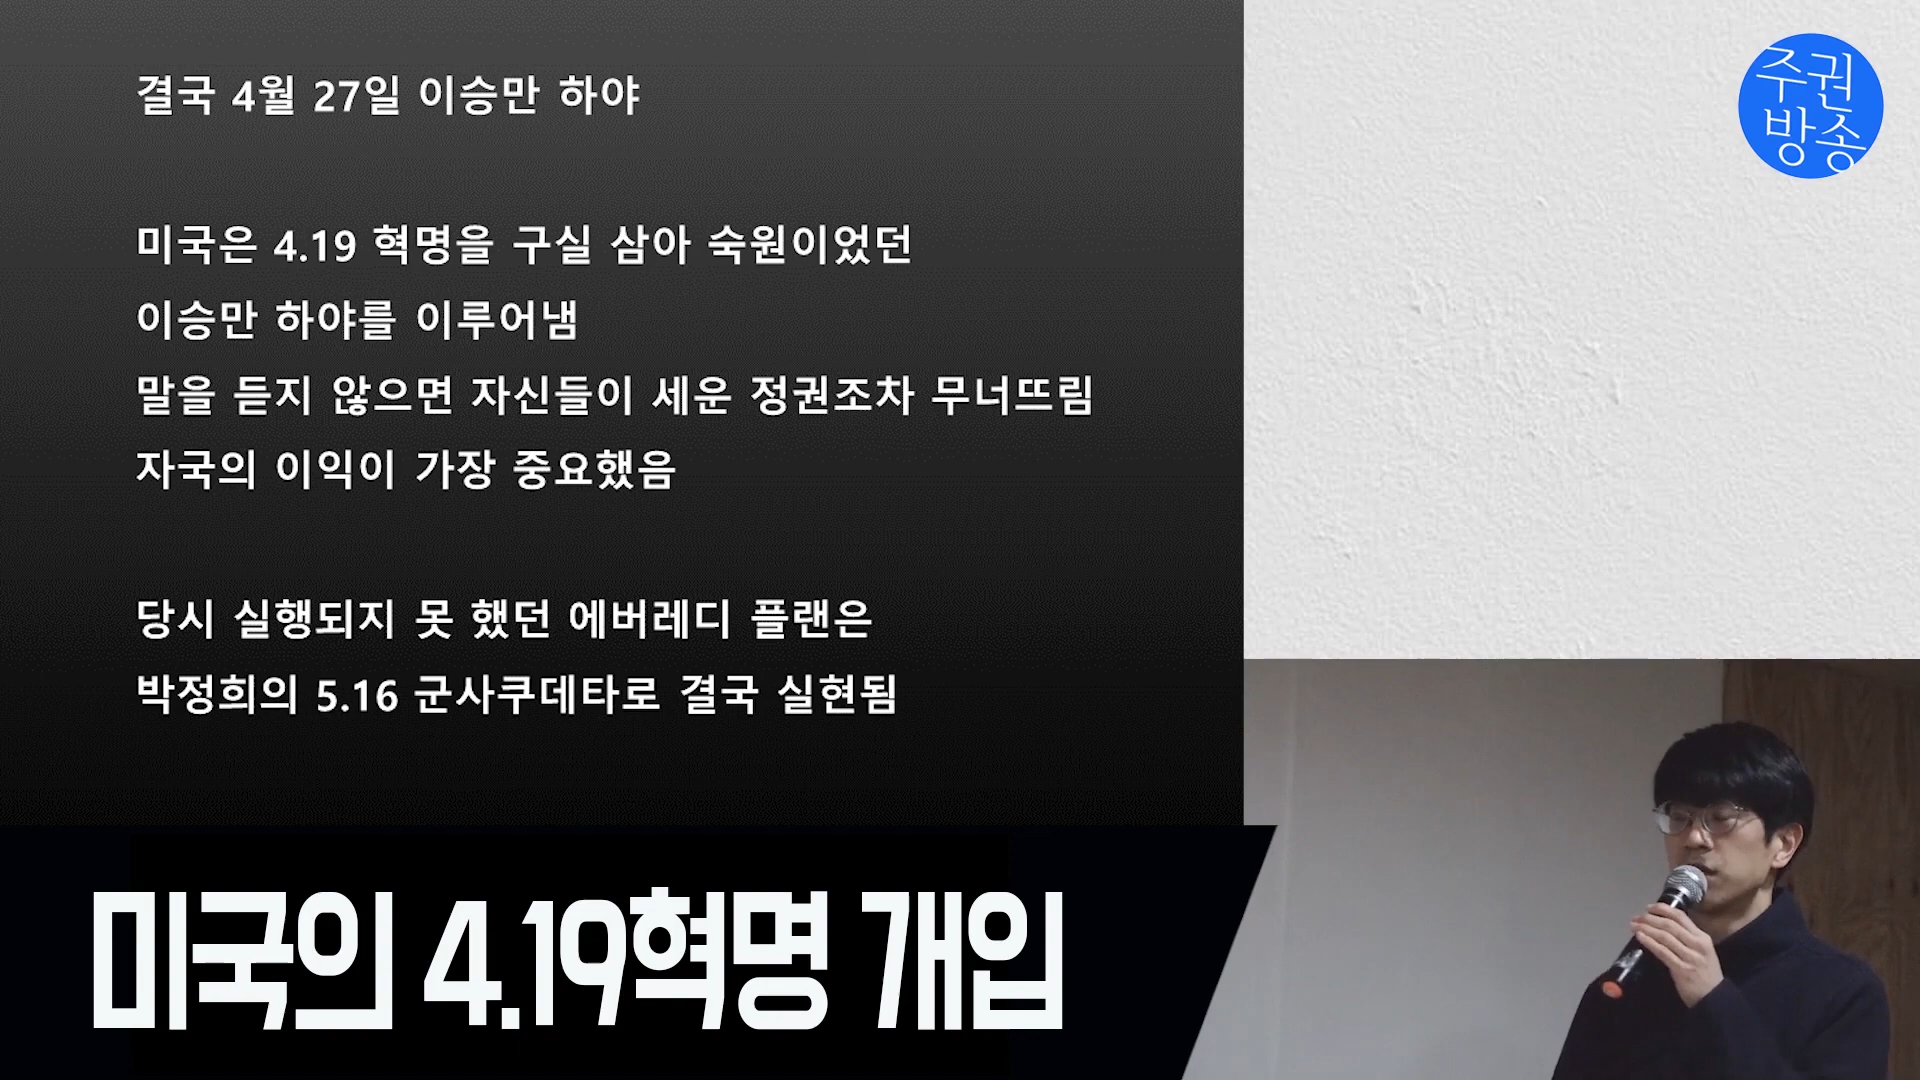 결국 4월 27일 이승만 하야
미국은 4.19 혁명을 구실 삼아 숙원이었던
이승만 하야를 이루어냄
말을 듣지 않으면 자신들이 세운 정권조차 무너뜨림
자국의 이익이 가장 중요했음
당시 실행되지 못 했던 에버레디 플랜은
박정희의 5.16 군사쿠데타로 결국 실현됨
미국의 4.19혁명 개입
주권
방송